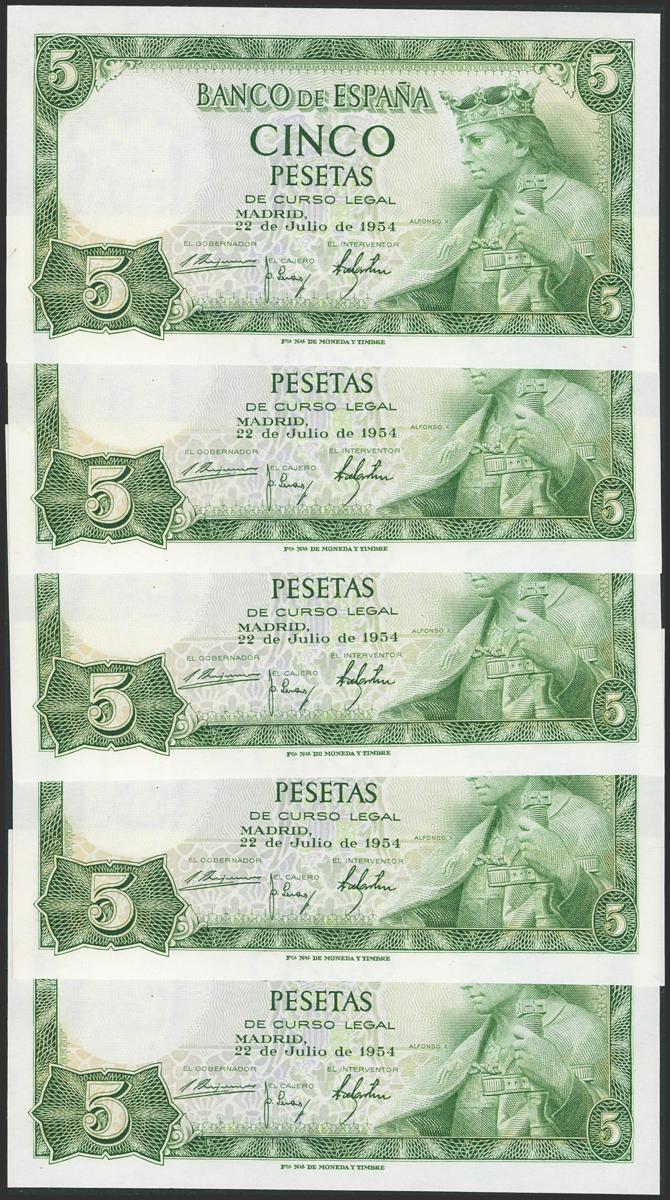 5 5
BANCO DE ESPAÑA
CINCO
PESETAS
DE CURSO LEGAL
MADRID,
22 de Julio de 1954 ALFONSO X
EL GOBERNADOR EL INTERVENTOR
EL CAJERO
5 5
Fca Nal DE MONEDA Y TIMBRE
PESETAS
DE CURSO LEGAL
MADRID,
22 de Julio de 1954 ALFONSO X
EL GOBERNADOR EL INTERVENTOR
EL CAJERO
5 5
Fca Nal DE MONEDA Y TIMBRE
PESETAS
DE CURSO LEGAL
MADRID,
22 de Julio de 1954 ALFONSO X
EL GOBERNADOR EL INTERVENTOR
EL CAJERO
5 5
Fca Nal DE MONEDA Y TIMBRE
PESETAS
DE CURSO LEGAL
MADRID,
22 de Julio de 1954 ALFONSO X
EL GOBERNADOR EL INTERVENTOR
EL CAJERO
5 5
Fca Nal DE MONEDA Y TIMBRE
PESETAS
DE CURSO LEGAL
MADRID,
22 de Julio de 1954 ALFONSO X
EL GOBERNADOR EL INTERVENTOR
EL CAJERO
5 5
Fca Nal DE MONEDA Y TIMBRE